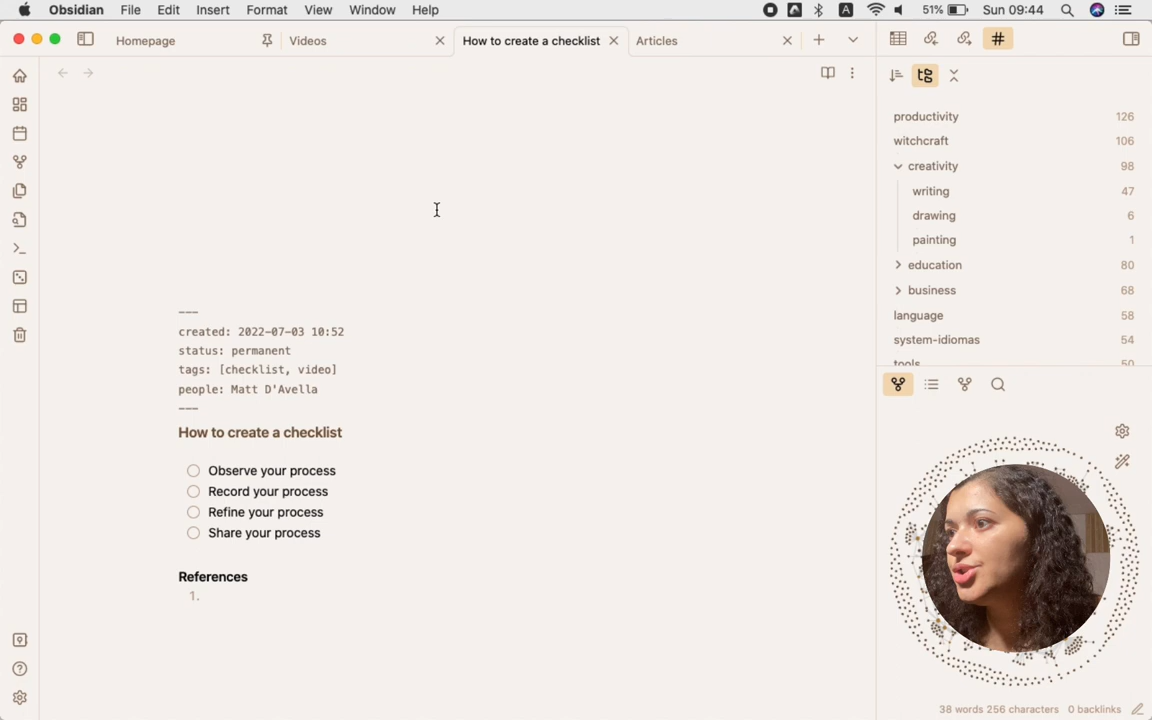 Obsidian File Edit Insert Format View Window Help 51% Sun 09:44
Homepage Videos How to create a checklist Articles
productivity 126
witchcraft 106
creativity 98
writing 47
drawing 6
painting 1
education 80
business 68
language 58
system-idiomas 54
tools 50
---
created: 2022-07-03 10:52
status: permanent
tags: [checklist, video]
people: Matt D'Avella
---
How to create a checklist
Observe your process
Record your process
Refine your process
Share your process
References
1.
38 words 256 characters 0 backlinks